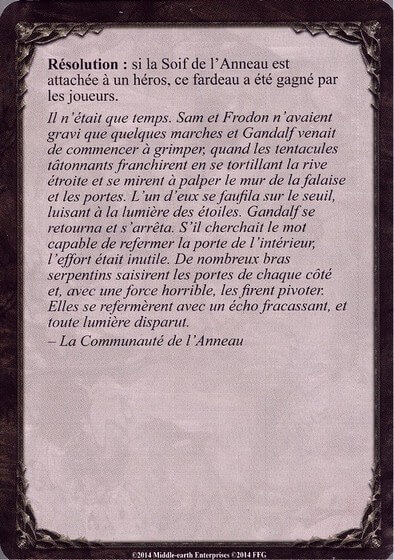 Résolution : si la Soif de l'Anneau est
attachée à un héros, ce fardeau a été gagné par
les joueurs.
Il n'était que temps. Sam et Frodon n'avaient
gravi que quelques marches et Gandalf venait
de commencer à grimper, quand les tentacules
tâtonnants franchirent en se tortillant la rive
étroite et se mirent à palper le mur de la falaise
et les portes. L'un d'eux se faufila sur le seuil,
luisant à la lumière des étoiles. Gandalf se
retourna et s'arrêta. S'il cherchait le mot
capable de refermer la porte de l'intérieur,
l'effort était inutile. De nombreux bras
serpentins saisirent les portes de chaque côté
et, avec une force horrible, les firent pivoter.
Elles se refermèrent avec un écho fracassant, et
toute lumière disparut.
– La Communauté de l'Anneau
©2014 Middle-earth Enterprises ©2014 FFG